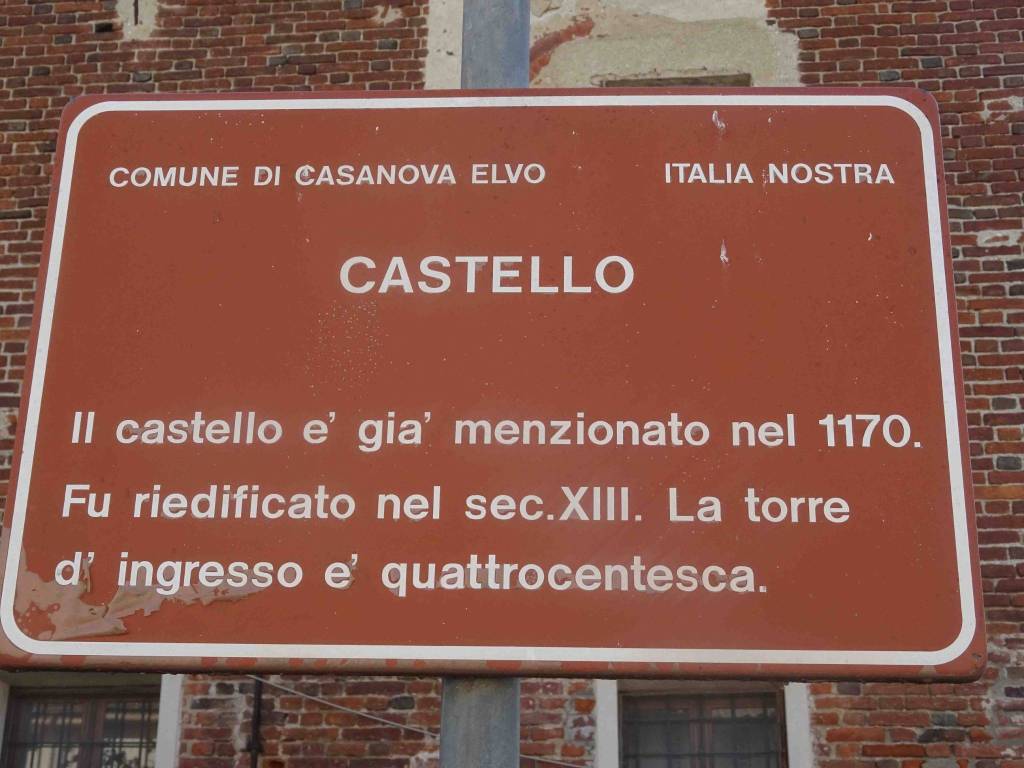 COMUNE DI CASANOVA ELVO ITALIA NOSTRA
CASTELLO
Il castello e' gia' menzionato nel 1170.
Fu riedificato nel sec.XIII. La torre
d' ingresso e' quattrocentesca.